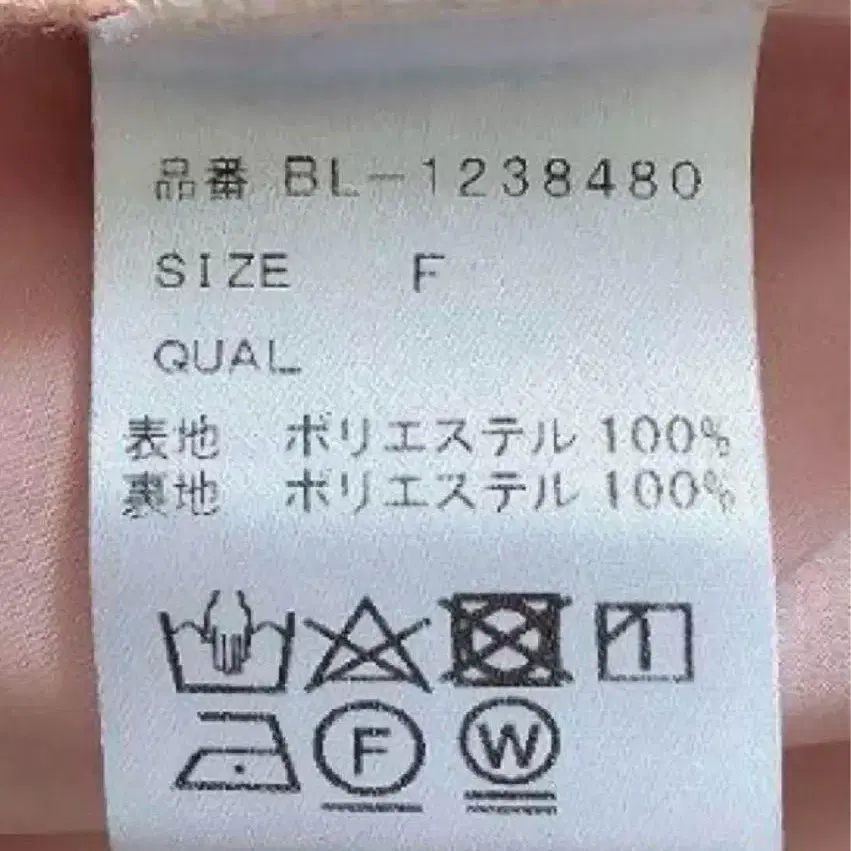 品番 BL-1238480
SIZE F
QUAL
表地 ポリエステル 100%
裏地 ポリエステル 100%
F W